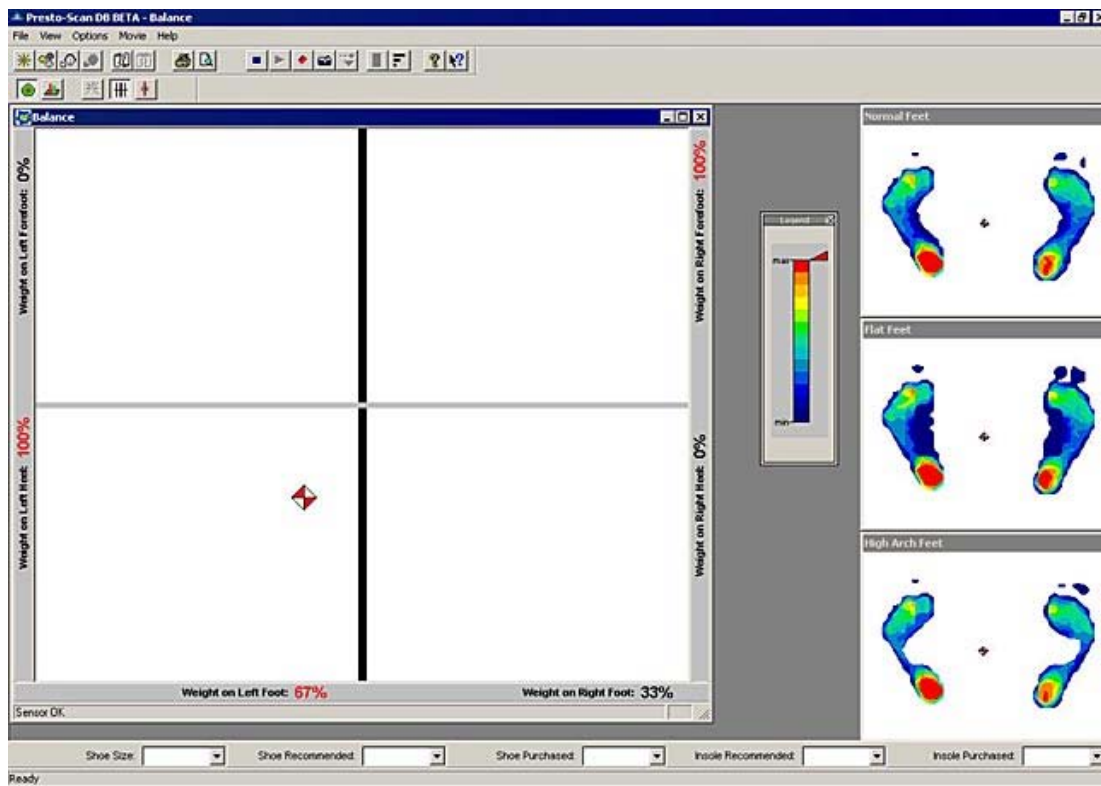 Presto-Scan DB BETA - Balance
File View Options Movie Help
Balance
Weight on Left Forefoot: 0%
Weight on Left Heel: 100%
Weight on Right Forefoot: 100%
Weight on Right Heel: 0%
Weight on Left Foot: 67%
Weight on Right Foot: 33%
Sensor OK
Legend
max
min
Normal Feet
Flat Feet
High Arch Feet
Shoe Size: Shoe Recommended: Shoe Purchased: Insole Recommended: Insole Purchased:
Ready